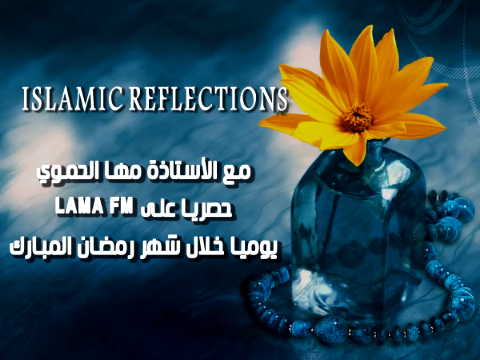 ISLAMIC REFLECTIONS
مع الأستاذة مها الحموي
حصريا على LAMA FM
يوميا خلال شهر رمضان المبارك